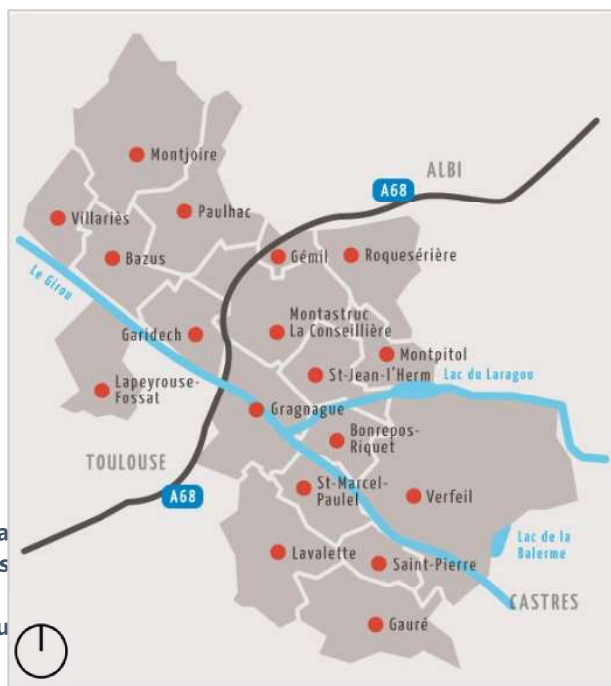 Montjoire
ALBI
A68
Villariès
Paulhac
Bazus
Gémil
Roquesérière
Le Girou
Montastruc
La Conseillière
Garidech
Montpitol
St-Jean-l'Herm
Lac du Laragou
Lapeyrouse-
Fossat
Gragnague
Bonrepos-
Riquet
TOULOUSE
St-Marcel-
Paulel
A68
Verfeil
a
s
Lavalette
Lac de la
Balerme
Saint-Pierre
CASTRES
u
Gauré